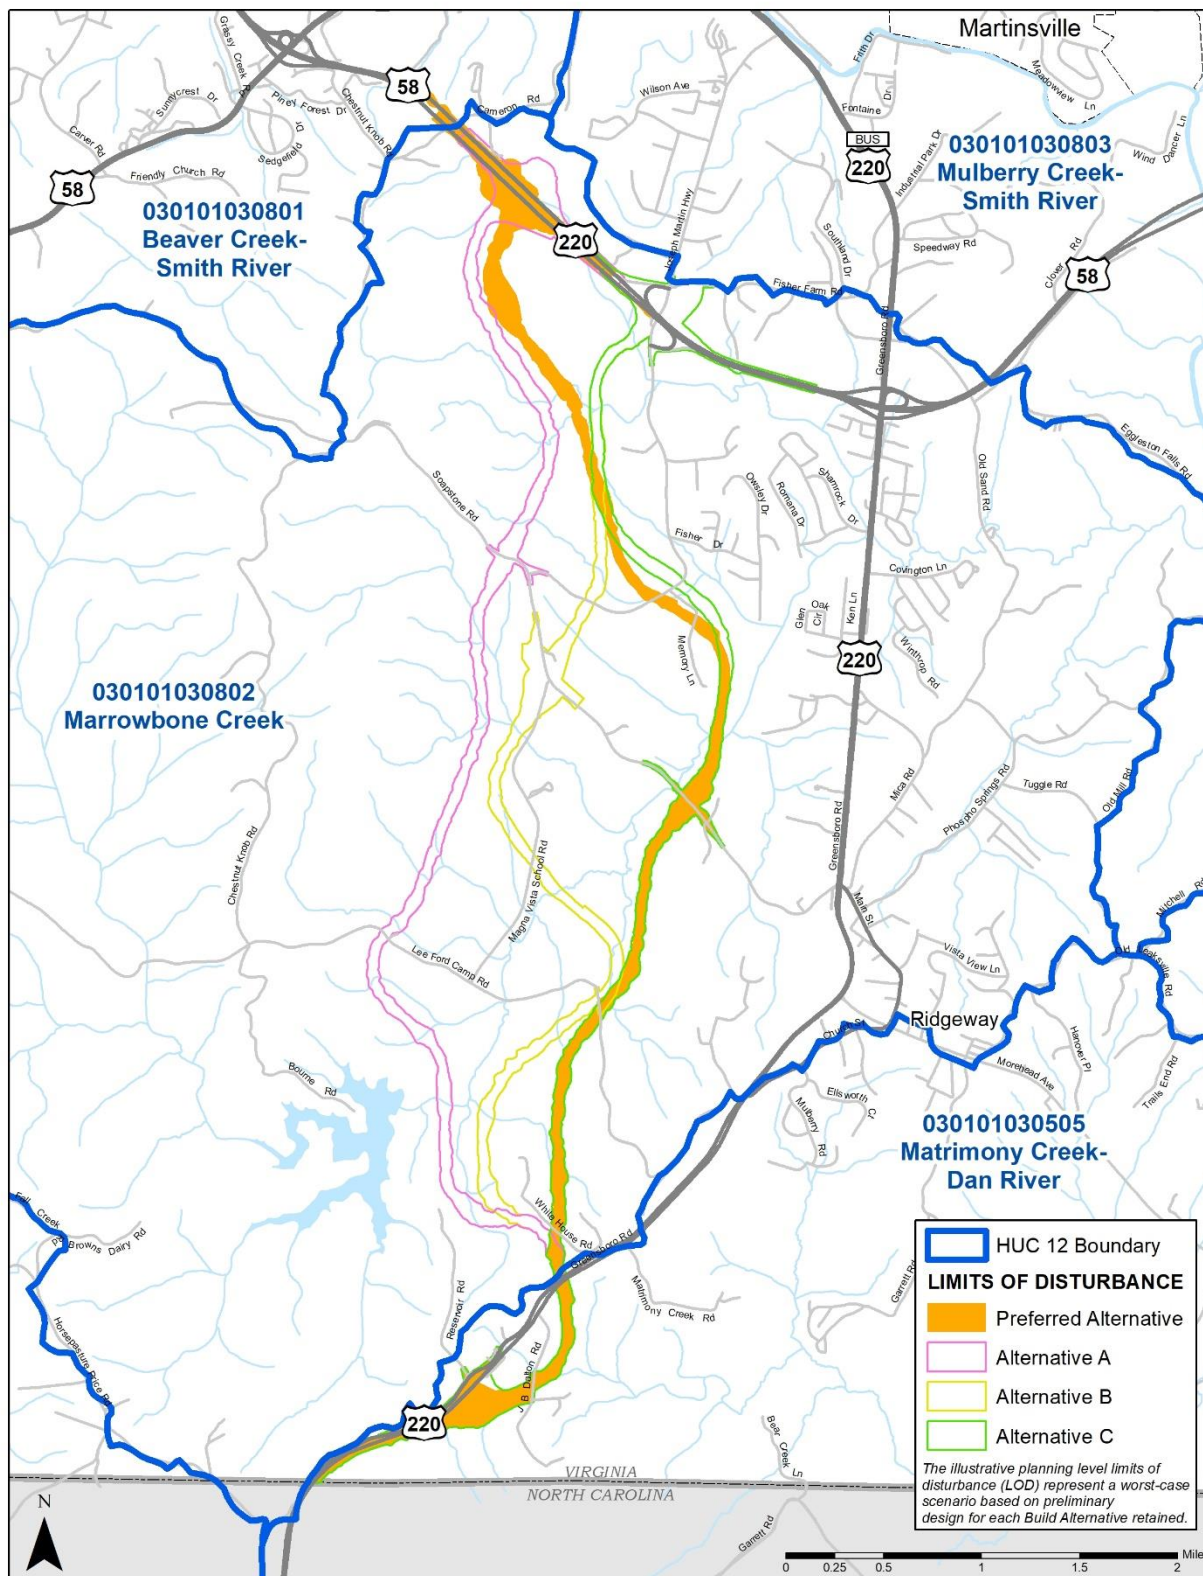 Martinsville
Grassy Creek Rd
58
Cameron Rd
Wilson Ave
Frith Dr
Meadowview Ln
Sunnycrest Dr
Piney Forest Dr
Chestnut Knob Rd
Fontaine Dr
Carver Rd
Sedgefield Dr
BUS
220
Industrial Park Dr
030101030803
Mulberry Creek-
Smith River
Wind Dancer Ln
58
Friendly Church Rd
030101030801
Beaver Creek-
Smith River
Joseph Martin Hwy
220
Southland Dr
Speedway Rd
Clover Rd
58
Fisher Farm Rd
Greensboro Rd
Eggleston Falls Rd
Soapstone Rd
Owsley Dr
Romana Dr
Shamrock Dr
Old Sand Rd
Fisher Dr
Covington Ln
Glen Oak Cir
Ken Ln
Winthrop Rd
Memory Ln
220
030101030802
Marrowbone Creek
Mica Rd
Phospho Springs Rd
Tuggle Rd
Old Mill Rd
Greensboro Rd
Chestnut Knob Rd
Magna Vista School Rd
Main St
Mitchell Rd
Lee Ford Camp Rd
Vista View Ln
Old Leaksville Rd
Church St
Ridgeway
Bourne Rd
Morehead Ave
Hanover Pl
Trails End Rd
Ellsworth Ct
Mulberry Rd
030101030505
Matrimony Creek-
Dan River
Fall Creek
Browns Dairy Rd
White House Rd
Greensboro Rd
Matrimony Creek Rd
Garrett Rd
Reservoir Rd
Horsepasture Price Rd
J B Dalton Rd
220
Bear Creek Ln
VIRGINIA
NORTH CAROLINA
Garrett Rd
N
HUC 12 Boundary
LIMITS OF DISTURBANCE
Preferred Alternative
Alternative A
Alternative B
Alternative C
The illustrative planning level limits of
disturbance (LOD) represent a worst-case
scenario based on preliminary
design for each Build Alternative retained.
Mile
0 0.25 0.5 1 1.5 2